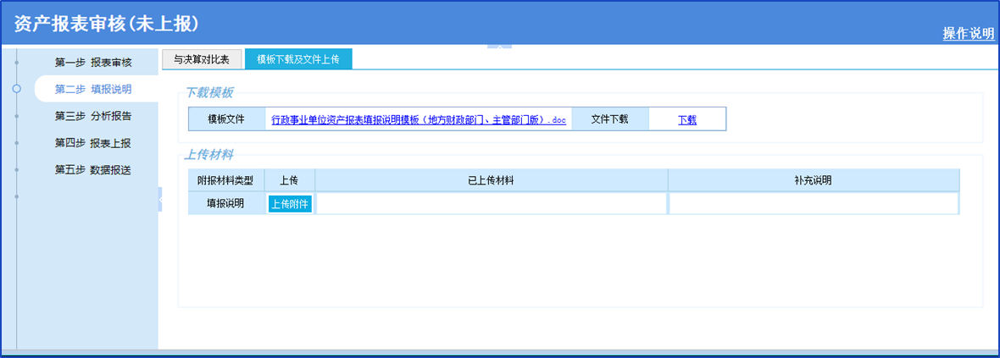 资产报表审核(未上报)
操作说明
第一步 报表审核
第二步 填报说明
第三步 分析报告
第四步 报表上报
第五步 数据报送
与决算对比表 模板下载及文件上传
下载模板
模板文件 行政事业单位资产报表填报说明模板（地方财政部门、主管部门版）.doc 文件下载 下载
上传材料
附报材料类型 上传 已上传材料 补充说明
填报说明 上传附件